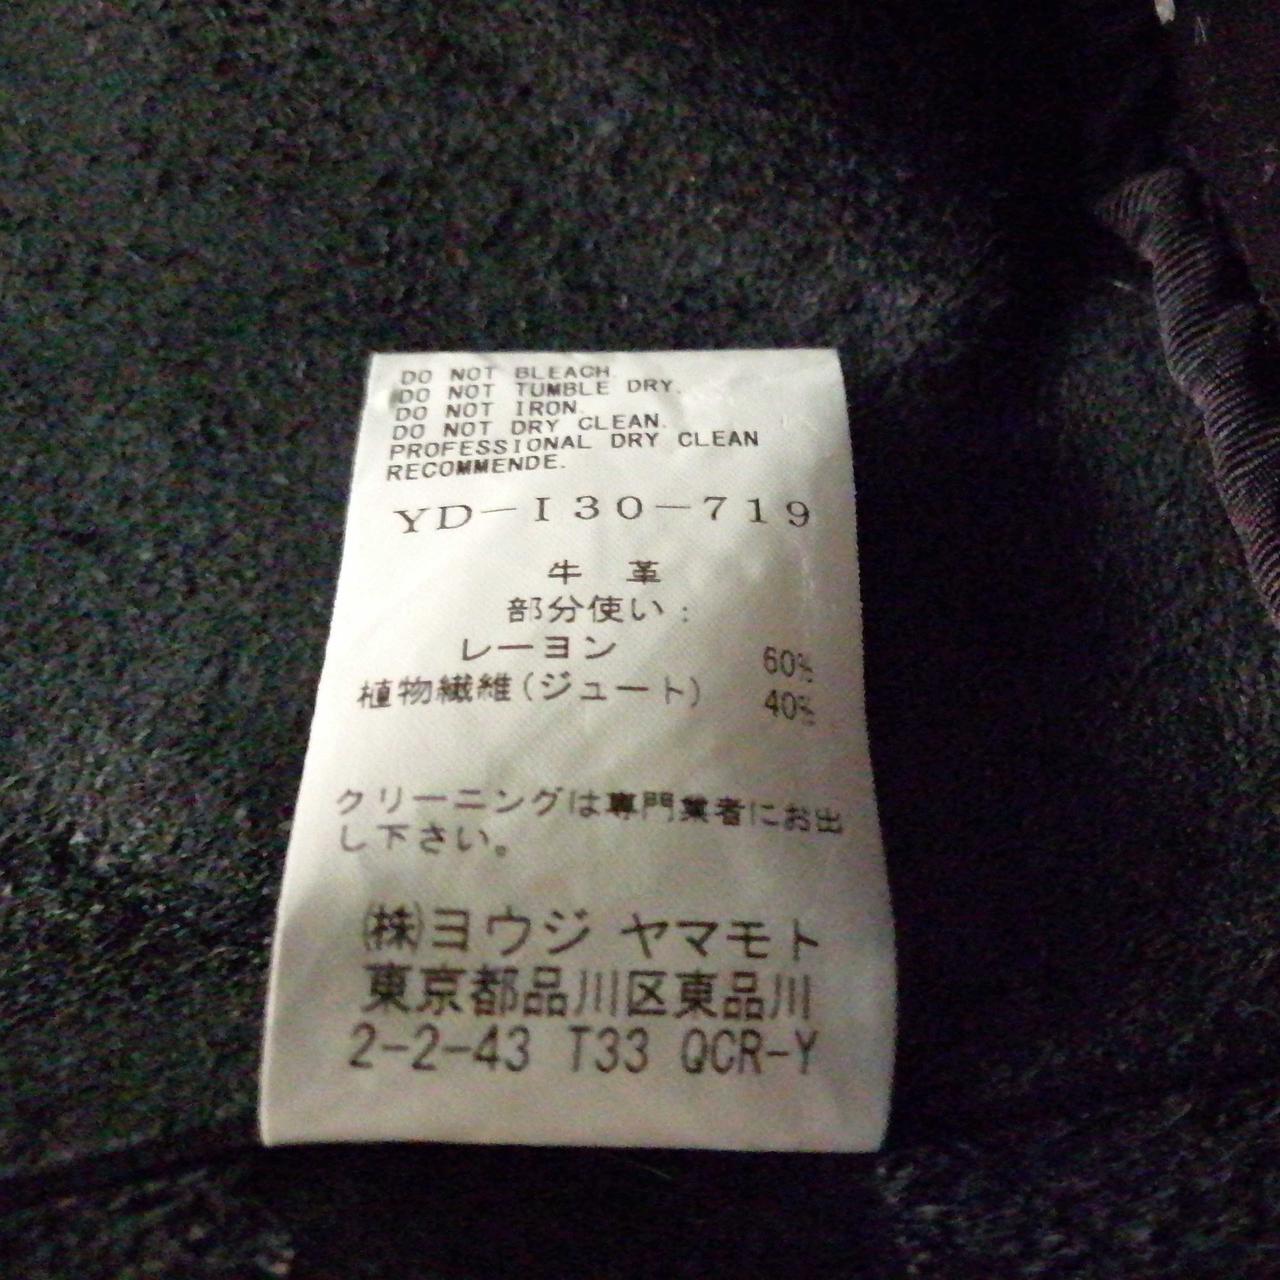 DO NOT BLEACH.
DO NOT TUMBLE DRY.
DO NOT IRON.
DO NOT DRY CLEAN.
PROFESSIONAL DRY CLEAN
RECOMMENDE.
YD-I30-719
牛 革
部分使い:
レーヨン 60%
植物繊維(ジュート) 40%
クリーニングは専門業者にお出
し下さい。
㈱ヨウジ ヤマモト
東京都品川区東品川
2-2-43 T33 QCR-Y